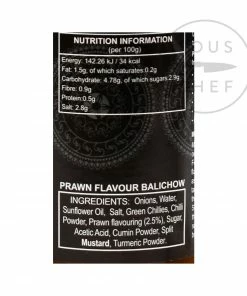 NUTRITION INFORMATION
(per 100g)
Energy: 142.26 kJ / 34 kcal
Fat: 1.5g, of which saturates 0.2g
Carbohydrate: 4.78g, of which sugars 2.9g
Fibre: 0.9g
Protein:0.5g
Salt: 2.8g
OUS
CHEF
PRAWN FLAVOUR BALICHOW
INGREDIENTS: Onions, Water,
Sunflower Oil, Salt, Green Chillies, Chilli
Powder, Prawn flavouring (2.5%), Sugar,
Acetic Acid, Cumin Powder, Split
Mustard, Turmeric Powder.